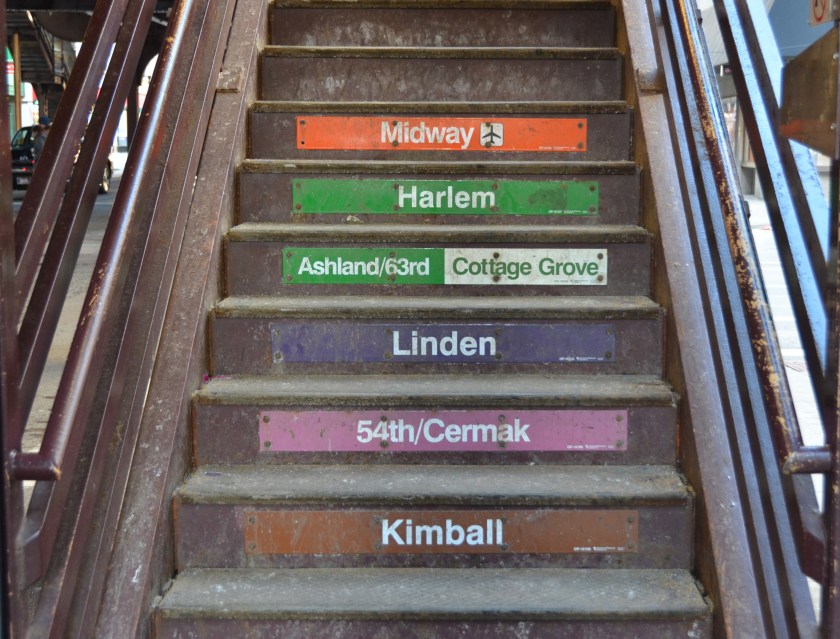 Midway
Harlem
Ashland/63rd Cottage Grove
Linden
54th/Cermak
Kimball